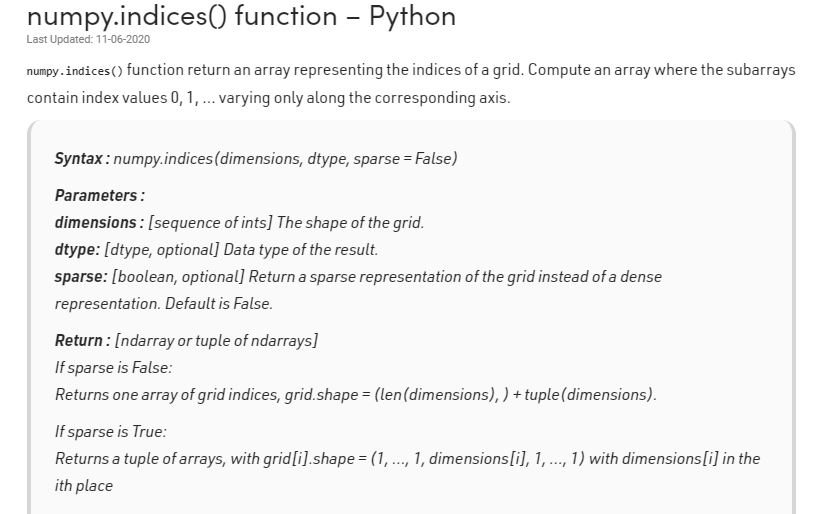 numpy.indices() function – Python
Last Updated: 11-06-2020
numpy.indices() function return an array representing the indices of a grid. Compute an array where the subarrays
contain index values 0, 1, … varying only along the corresponding axis.
Syntax : numpy.indices(dimensions, dtype, sparse = False)
Parameters :
dimensions : [sequence of ints] The shape of the grid.
dtype: [dtype, optional] Data type of the result.
sparse: [boolean, optional] Return a sparse representation of the grid instead of a dense
representation. Default is False.
Return : [ndarray or tuple of ndarrays]
If sparse is False:
Returns one array of grid indices, grid.shape = (len(dimensions), ) + tuple(dimensions).
If sparse is True:
Returns a tuple of arrays, with grid[i].shape = (1, …, 1, dimensions[i], 1, …, 1) with dimensions[i] in the
ith place